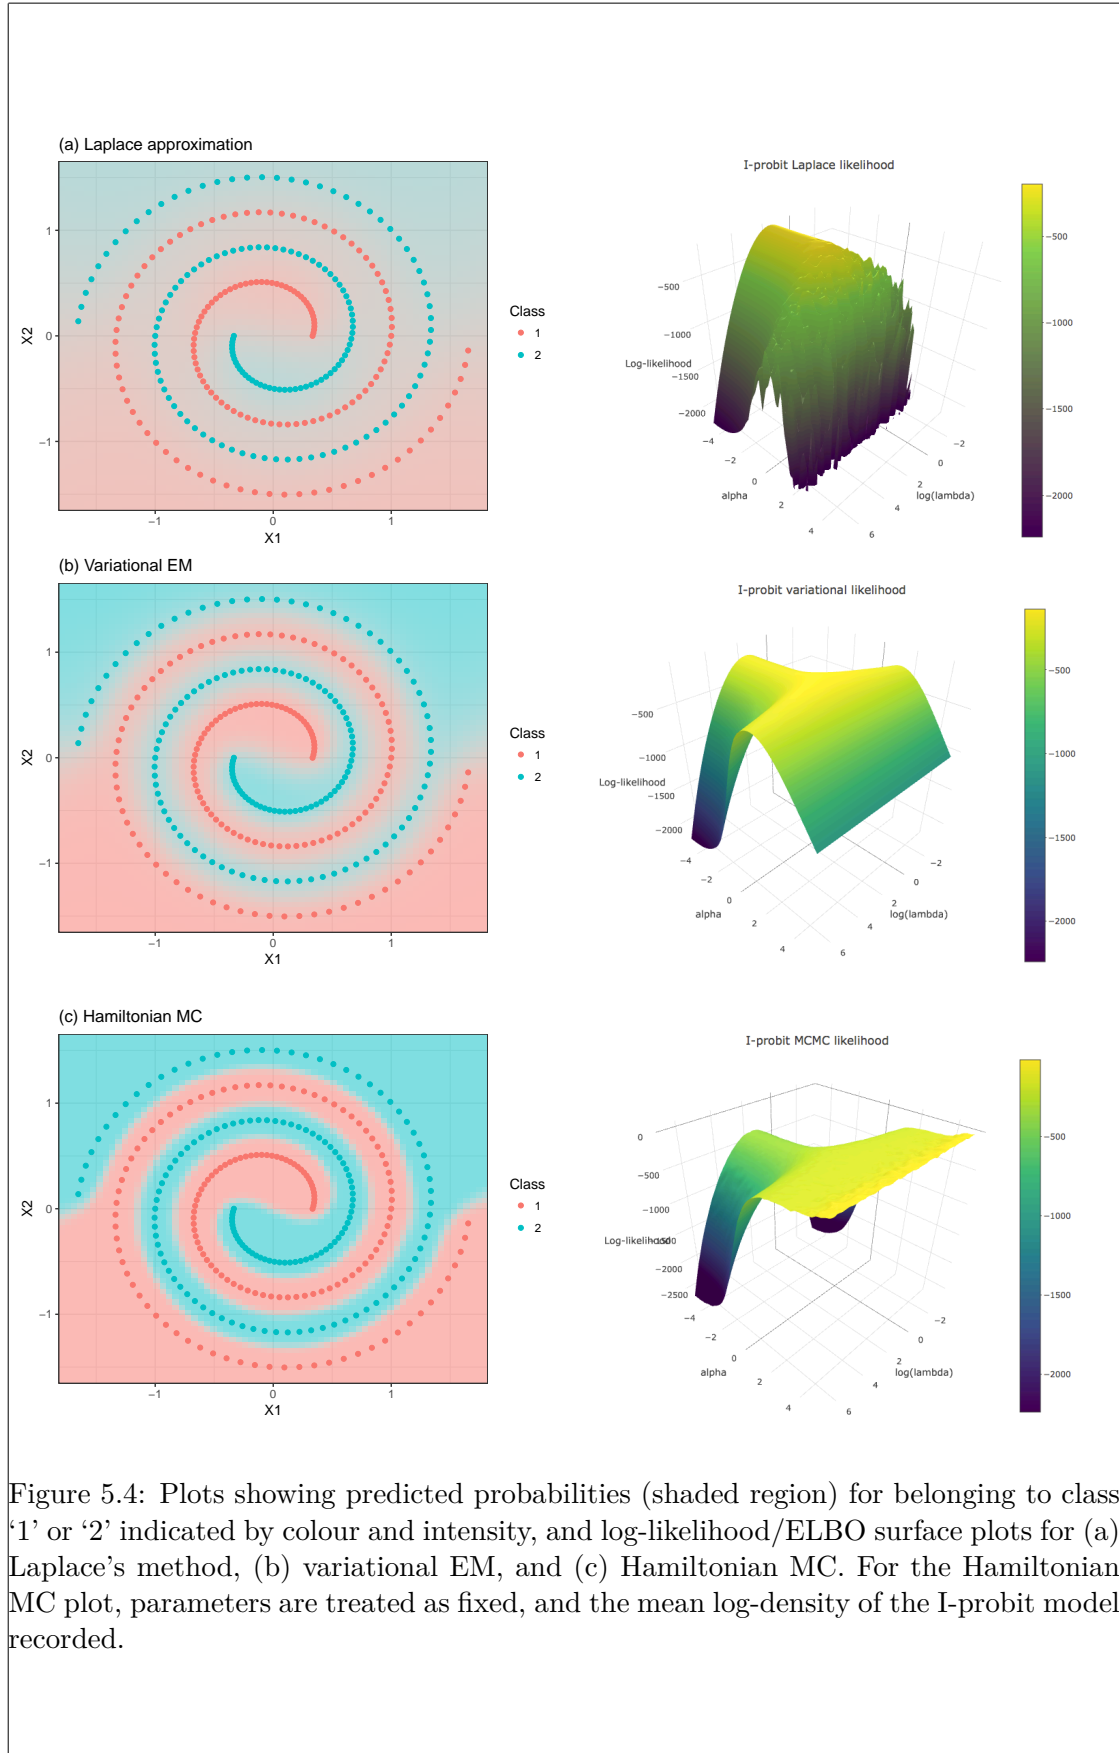 (a) Laplace approximation
1
0
−1
X2
−1
0
1
X1
Class
1
2
I-probit Laplace likelihood
−500
−1000
Log-likelihood
−1500
−2000
−4
−2
0
2
4
alpha
−2
0
2
4
6
log(lambda)
−500
−1000
−1500
−2000
(b) Variational EM
1
0
−1
X2
−1
0
1
X1
Class
1
2
I-probit variational likelihood
−500
−1000
Log-likelihood
−1500
−2000
−4
−2
0
2
4
alpha
−2
0
2
4
6
log(lambda)
−500
−1000
−1500
−2000
(c) Hamiltonian MC
1
0
−1
X2
−1
0
1
X1
Class
1
2
I-probit MCMC likelihood
0
−500
−1000
Log-likelihood
−1500
−2000
−2500
−4
−2
0
2
4
alpha
−2
0
2
4
6
log(lambda)
−500
−1000
−1500
−2000
Figure 5.4: Plots showing predicted probabilities (shaded region) for belonging to class
‘1’ or ‘2’ indicated by colour and intensity, and log-likelihood/ELBO surface plots for (a)
Laplace’s method, (b) variational EM, and (c) Hamiltonian MC. For the Hamiltonian
MC plot, parameters are treated as fixed, and the mean log-density of the I-probit model
recorded.